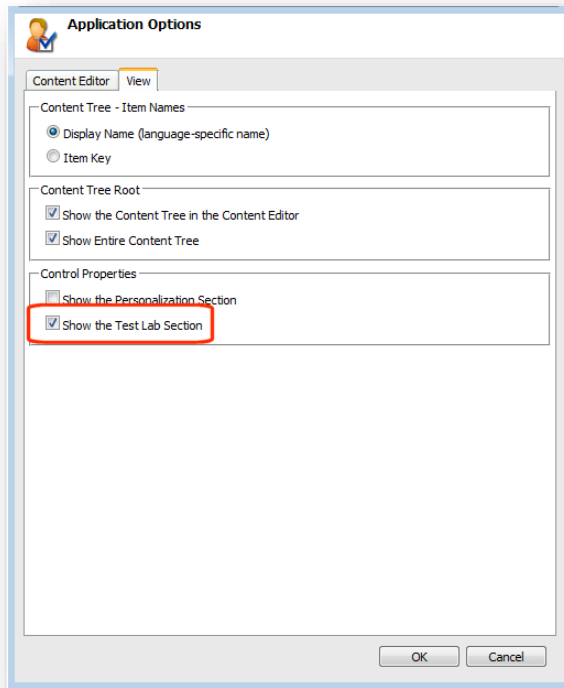 Application Options
Content Editor
View
Content Tree - Item Names
Display Name (language-specific name)
Item Key
Content Tree Root
Show the Content Tree in the Content Editor
Show Entire Content Tree
Control Properties
Show the Personalization Section
Show the Test Lab Section
OK
Cancel